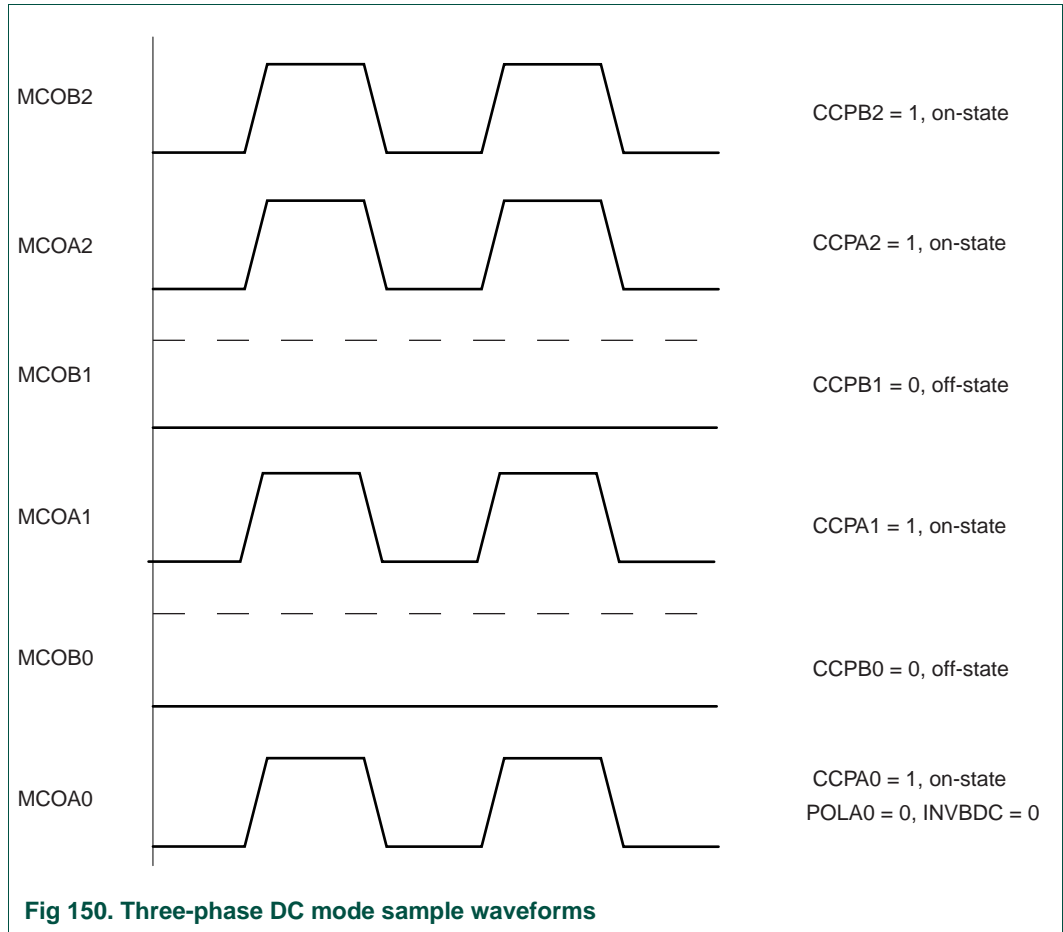 MCOB2
CCPB2 = 1, on-state
MCOA2
CCPA2 = 1, on-state
MCOB1
CCPB1 = 0, off-state
MCOA1
CCPA1 = 1, on-state
MCOB0
CCPB0 = 0, off-state
MCOA0
CCPA0 = 1, on-state
POLA0 = 0, INVBDC = 0
Fig 150. Three-phase DC mode sample waveforms